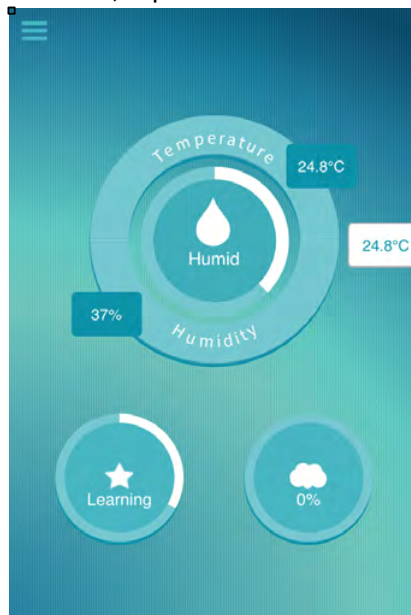 Temperature
24.8°C
24.8°C
Humid
37%
Humidity
Learning
0%